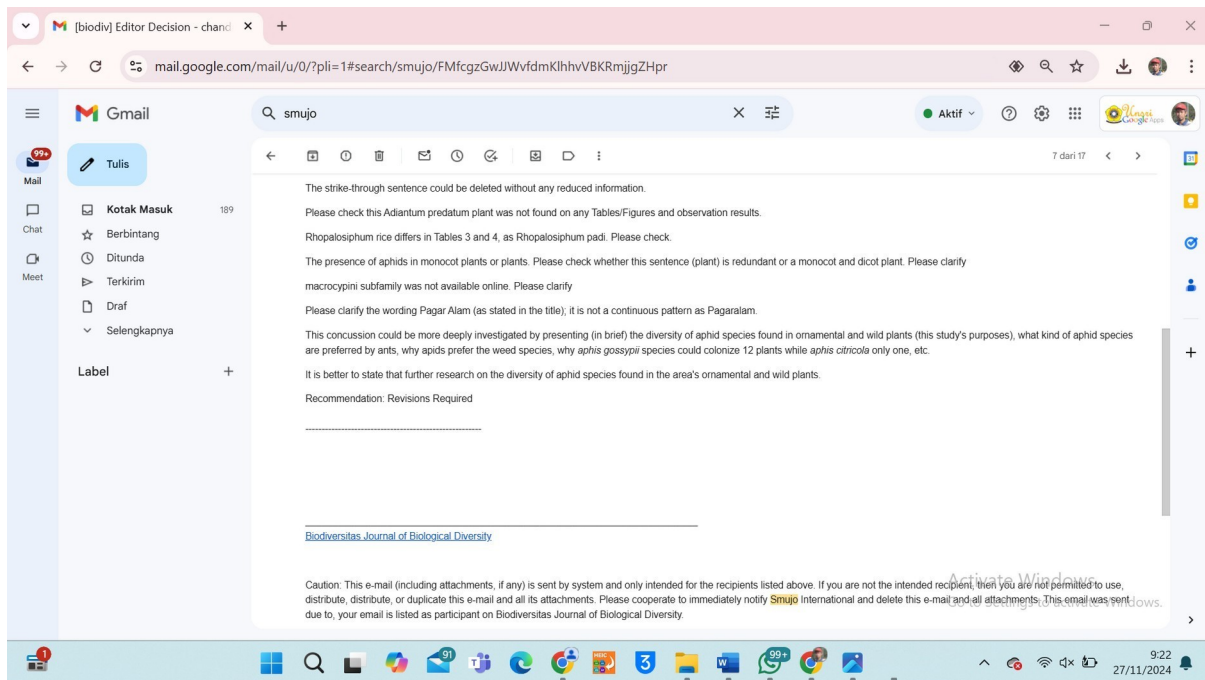 [biodiv] Editor Decision - chand
mail.google.com/mail/u/0/?pli=1#search/smujo/FMfcgzGwJJWvfdmKlhhvVBKRmjjgZHpr
Gmail
smujo
Aktif
99+
Mail
Chat
Meet
Tulis
Kotak Masuk 189
Berbintang
Ditunda
Terkirim
Draf
Selengkapnya
Label
7 dari 17
The strike-through sentence could be deleted without any reduced information.
Please check this Adiantum predatum plant was not found on any Tables/Figures and observation results.
Rhopalosiphum rice differs in Tables 3 and 4, as Rhopalosiphum padi. Please check.
The presence of aphids in monocot plants or plants. Please check whether this sentence (plant) is redundant or a monocot and dicot plant. Please clarify
macrocypini subfamily was not available online. Please clarify
Please clarify the wording Pagar Alam (as stated in the title); it is not a continuous pattern as Pagaralam.
This concussion could be more deeply investigated by presenting (in brief) the diversity of aphid species found in ornamental and wild plants (this study's purposes), what kind of aphid species
are preferred by ants, why apids prefer the weed species, why aphis gossypii species could colonize 12 plants while aphis citricola only one, etc.
It is better to state that further research on the diversity of aphid species found in the area's ornamental and wild plants.
Recommendation: Revisions Required
------------------------------------------------------
Biodiversitas Journal of Biological Diversity
Caution: This e-mail (including attachments, if any) is sent by system and only intended for the recipients listed above. If you are not the intended recipient, then you are not permitted to use,
distribute, distribute, or duplicate this e-mail and all its attachments. Please cooperate to immediately notify Smujo International and delete this e-mail and all attachments. This email was sent
due to, your email is listed as participant on Biodiversitas Journal of Biological Diversity.
Activate Windows
Go to Settings to activate Windows.
1
91
99+
9:22
27/11/2024